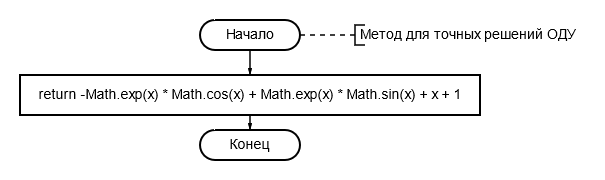 Начало
Метод для точных решений ОДУ
return -Math.exp(x) * Math.cos(x) + Math.exp(x) * Math.sin(x) + x + 1
Конец